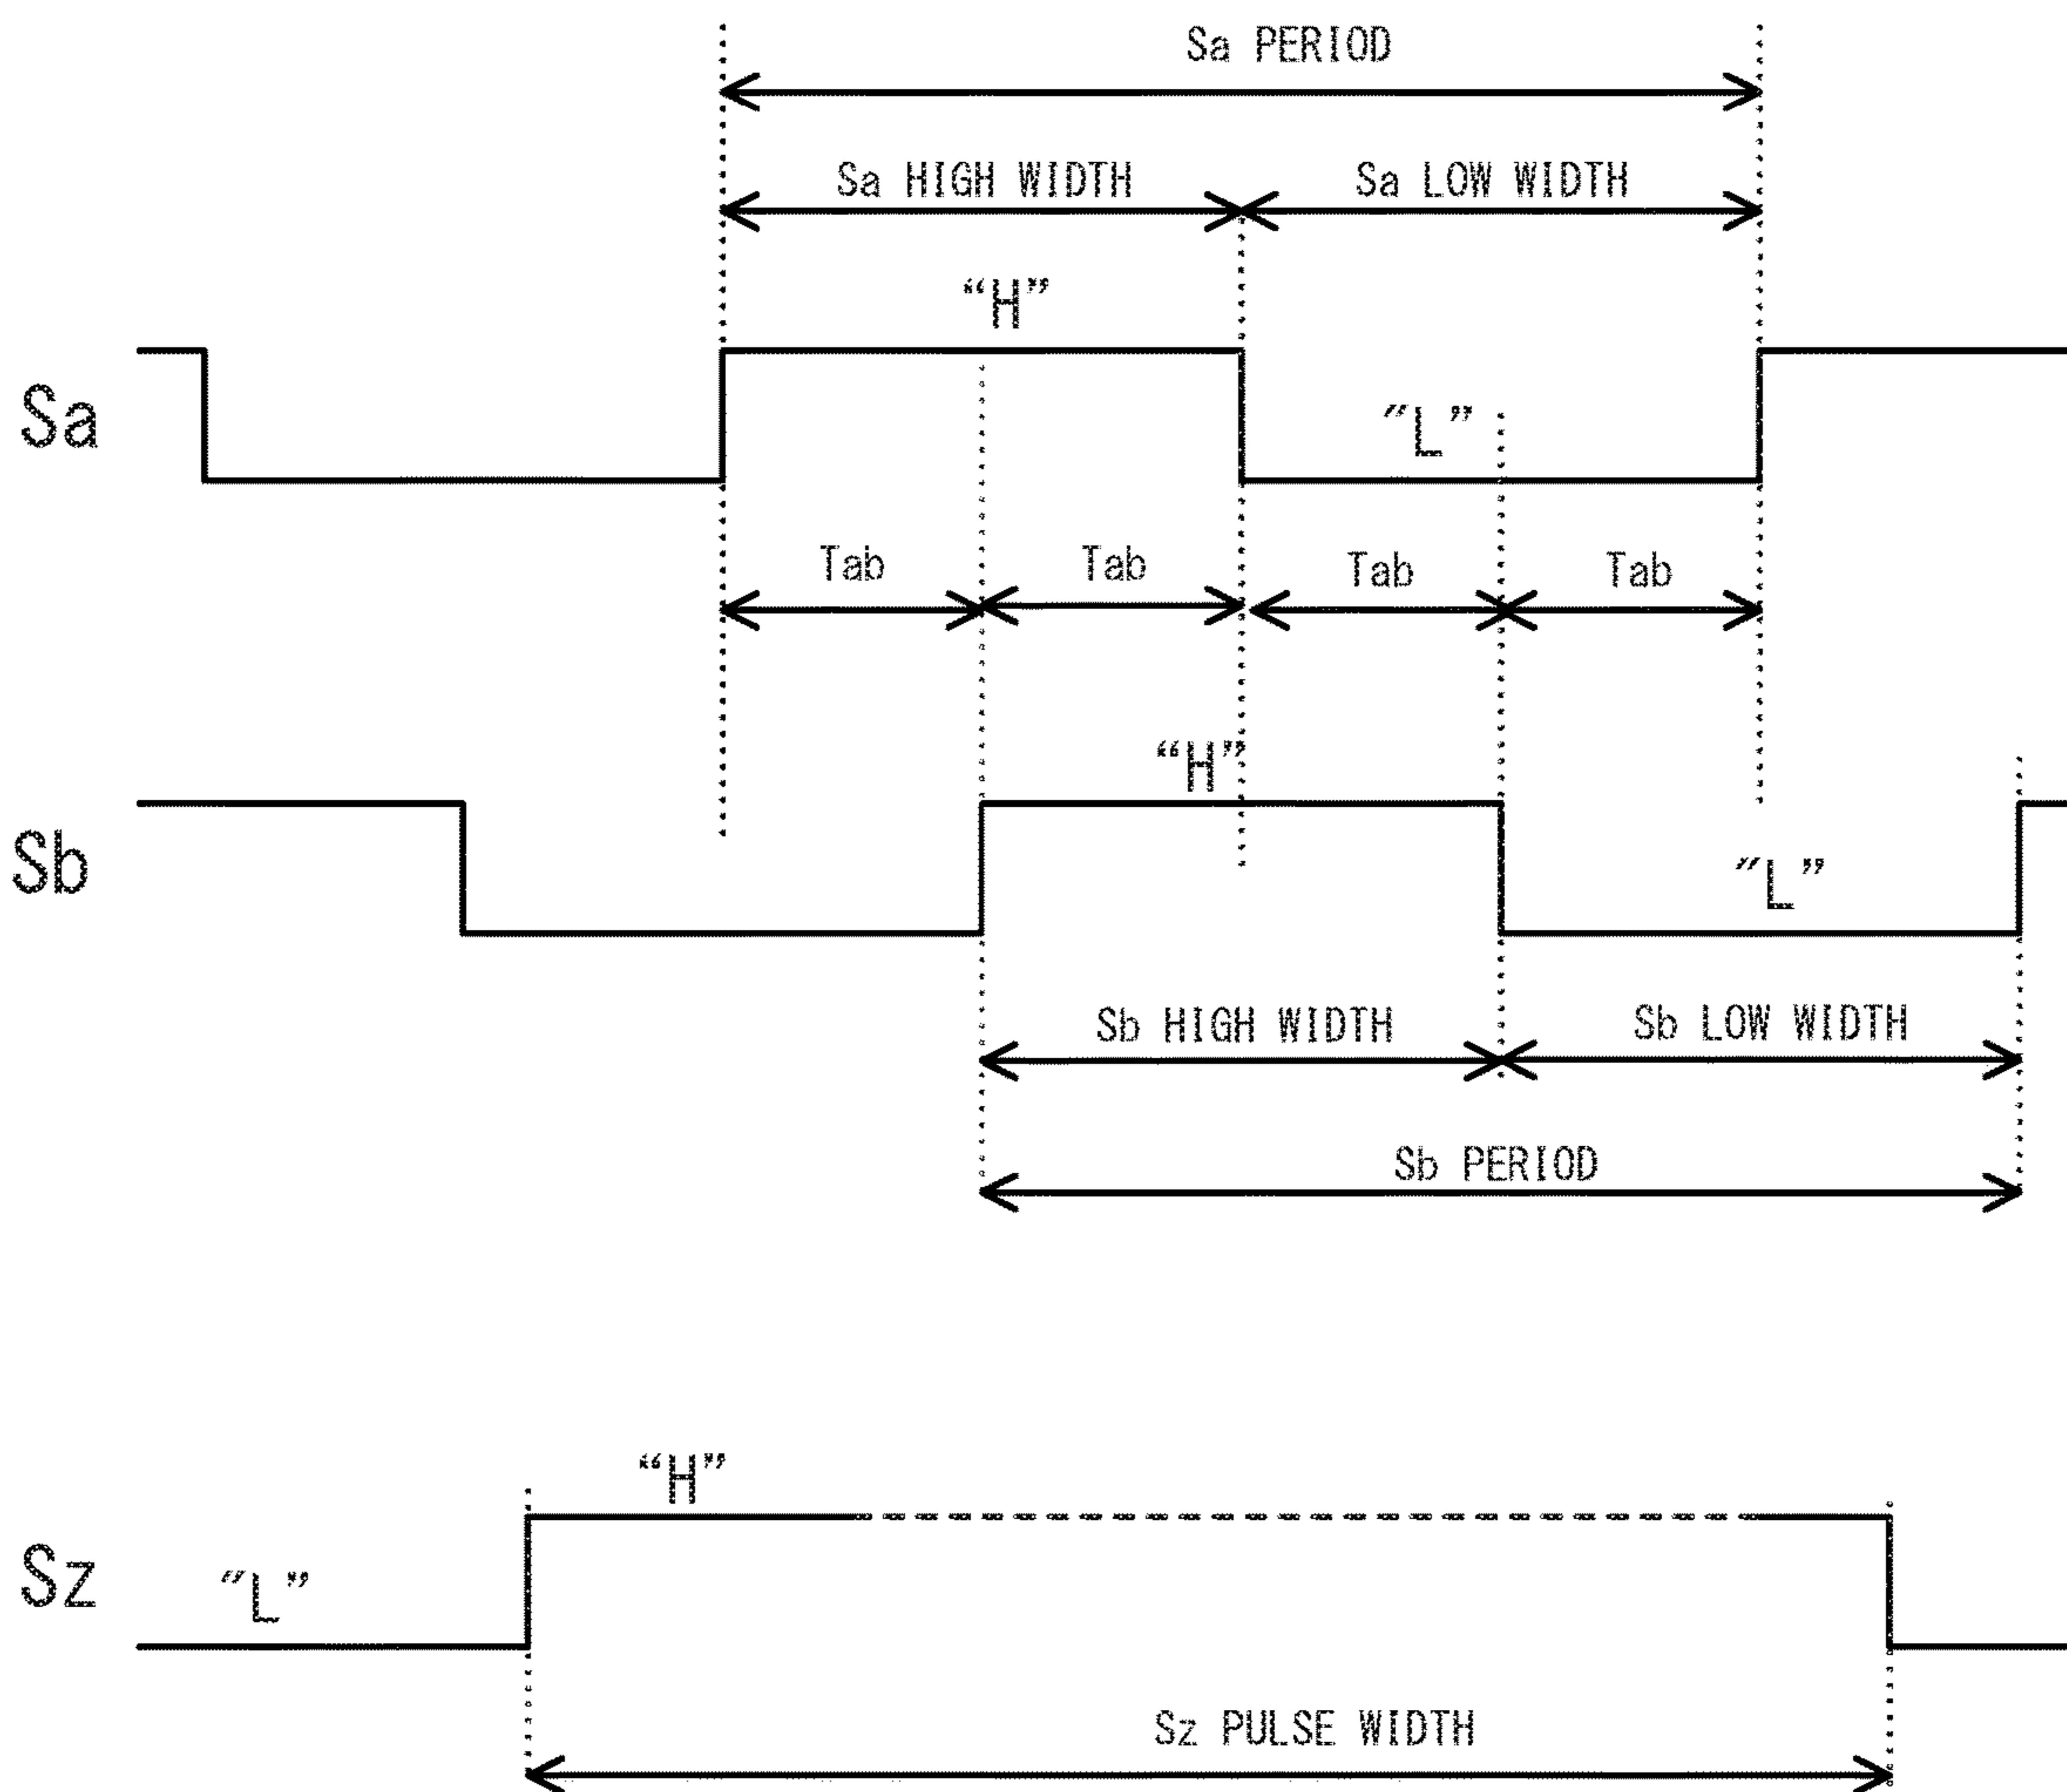 Sa PERIOD
Sa HIGH WIDTH
Sa LOW WIDTH
“H”
Sa
"L”
Tab
Tab
Tab
Tab
“H”
Sb
"L”
Sb HIGH WIDTH
Sb LOW WIDTH
Sb PERIOD
“H”
Sz
"L”
Sz PULSE WIDTH